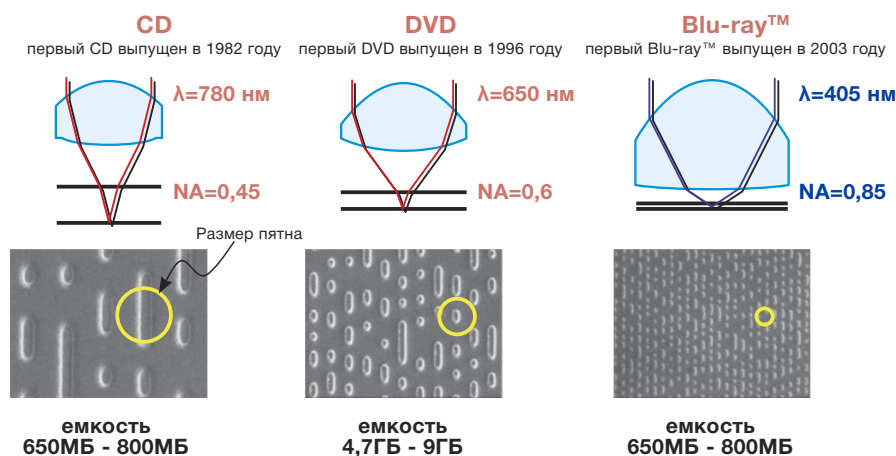 CD
первый CD выпущен в 1982 году
λ=780 нм
NA=0,45
Размер пятна
емкость
650МБ - 800МБ
DVD
первый DVD выпущен в 1996 году
λ=650 нм
NA=0,6
емкость
4,7ГБ - 9ГБ
Blu-ray™
первый Blu-ray™ выпущен в 2003 году
λ=405 нм
NA=0,85
емкость
650МБ - 800МБ